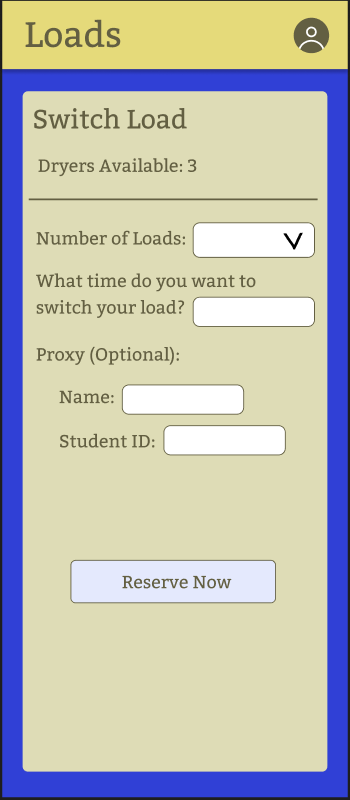 Loads
Switch Load
Dryers Available: 3
Number of Loads:
What time do you want to
switch your load?
Proxy (Optional):
Name:
Student ID:
Reserve Now